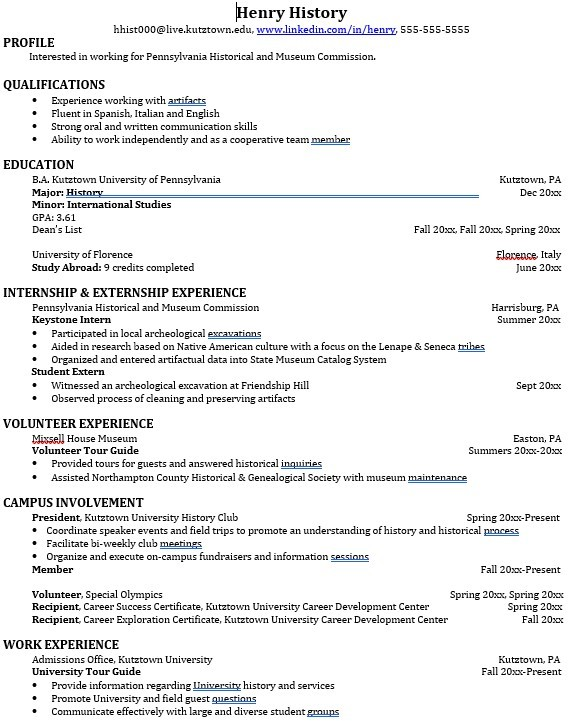 Henry History
hhist000@live.kutztown.edu, www.linkedin.com/in/henry, 555-555-5555
PROFILE
Interested in working for Pennsylvania Historical and Museum Commission.
QUALIFICATIONS
• Experience working with artifacts
• Fluent in Spanish, Italian and English
• Strong oral and written communication skills
• Ability to work independently and as a cooperative team member
EDUCATION
B.A. Kutztown University of Pennsylvania Kutztown, PA
Major: History Dec 20xx
Minor: International Studies
GPA: 3.61
Dean's List Fall 20xx, Fall 20xx, Spring 20xx
University of Florence Florence, Italy
Study Abroad: 9 credits completed June 20xx
INTERNSHIP & EXTERNSHIP EXPERIENCE
Pennsylvania Historical and Museum Commission Harrisburg, PA
Keystone Intern Summer 20xx
• Participated in local archeological excavations
• Aided in research based on Native American culture with a focus on the Lenape & Seneca tribes
• Organized and entered artifactual data into State Museum Catalog System
Student Extern
• Witnessed an archeological excavation at Friendship Hill Sept 20xx
• Observed process of cleaning and preserving artifacts
VOLUNTEER EXPERIENCE
Mixsell House Museum Easton, PA
Volunteer Tour Guide Summers 20xx-20xx
• Provided tours for guests and answered historical inquiries
• Assisted Northampton County Historical & Genealogical Society with museum maintenance
CAMPUS INVOLVEMENT
President, Kutztown University History Club Spring 20xx-Present
• Coordinate speaker events and field trips to promote an understanding of history and historical process
• Facilitate bi-weekly club meetings
• Organize and execute on-campus fundraisers and information sessions
Member Fall 20xx-Present
Volunteer, Special Olympics Spring 20xx, Spring 20xx
Recipient, Career Success Certificate, Kutztown University Career Development Center Spring 20xx
Recipient, Career Exploration Certificate, Kutztown University Career Development Center Fall 20xx
WORK EXPERIENCE
Admissions Office, Kutztown University Kutztown, PA
University Tour Guide Fall 20xx-Present
• Provide information regarding University history and services
• Promote University and field guest questions
• Communicate effectively with large and diverse student groups